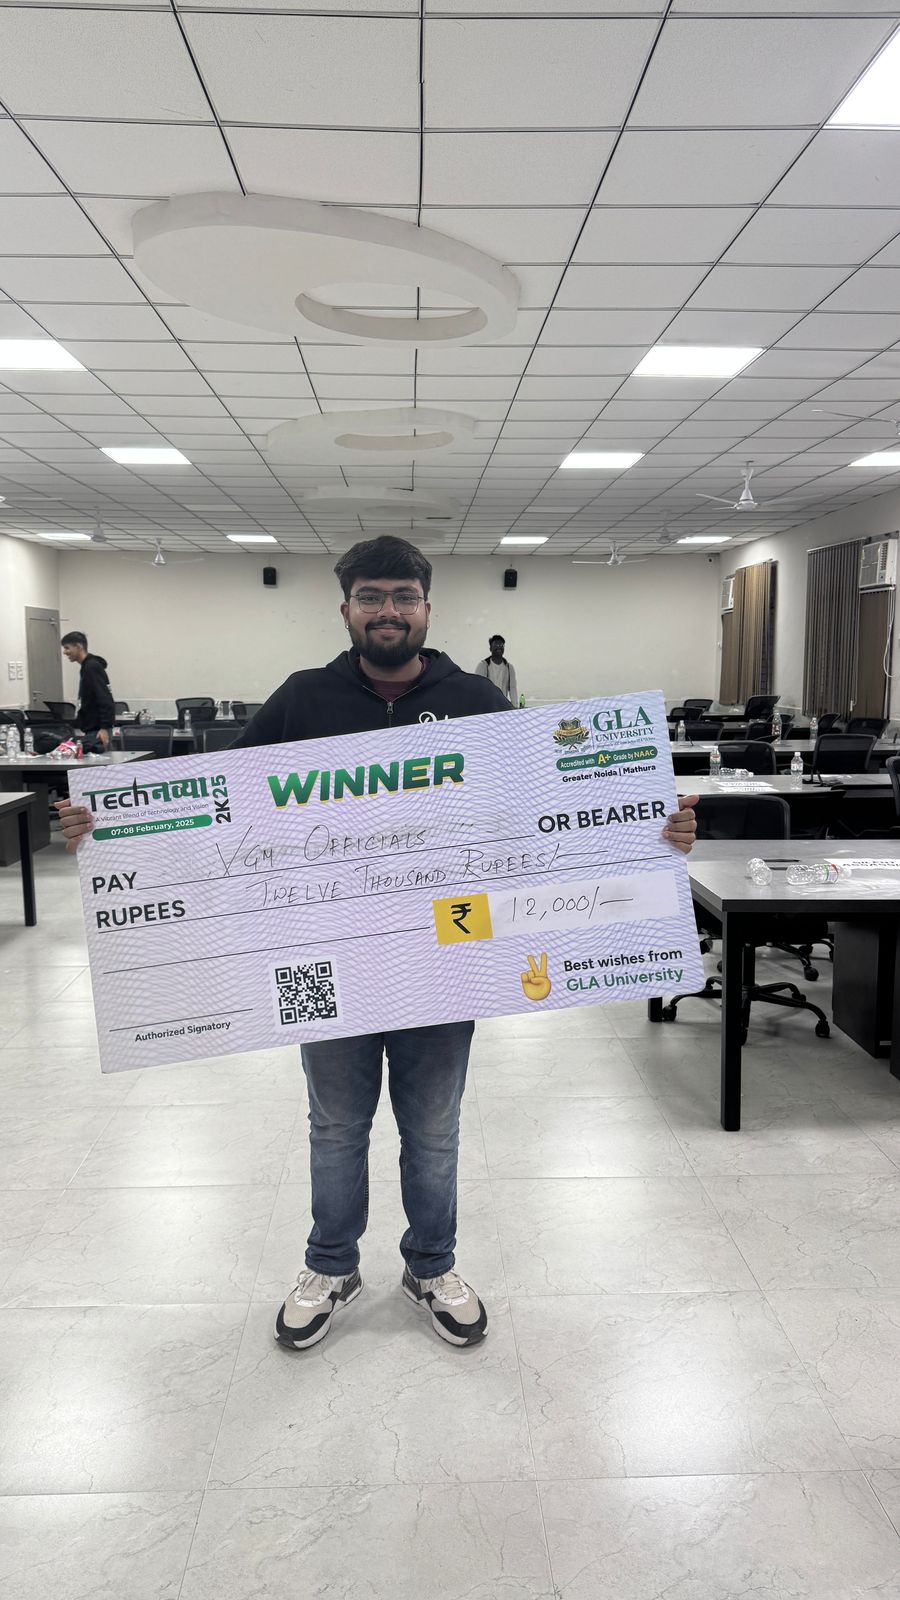 Techनव्या 2K25
A Vibrant Blend of Technology and Vision
07-08 February, 2025
WINNER
GLA
UNIVERSITY
Accredited with A+ Grade by NAAC
Greater Noida | Mathura
PAY VGM OFFICIALS OR BEARER
RUPEES TWELVE THOUSAND RUPEES/-
₹ 12,000/-
Authorized Signatory
Best wishes from
GLA University